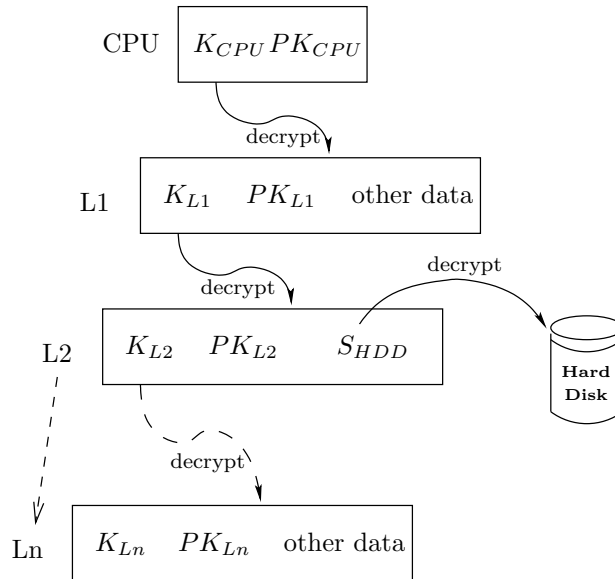 CPU K_{CPU} PK_{CPU}
decrypt
L1 K_{L1} PK_{L1} other data
decrypt
decrypt
L2 K_{L2} PK_{L2} S_{HDD}
Hard
Disk
decrypt
Ln K_{Ln} PK_{Ln} other data